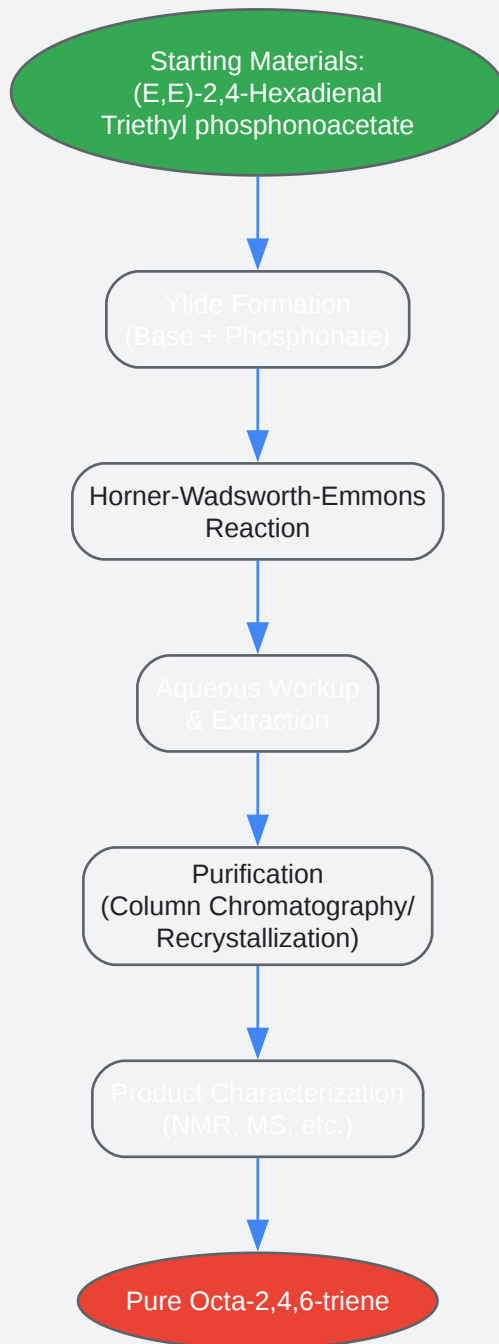 Starting Materials:
(E,E)-2,4-Hexadienal
Triethyl phosphonoacetate
Ylide Formation
(Base + Phosphonate)
Horner-Wadsworth-Emmons
Reaction
Aqueous Workup
& Extraction
Purification
(Column Chromatography/
Recrystallization)
Product Characterization
(NMR, MS, etc.)
Pure Octa-2,4,6-triene